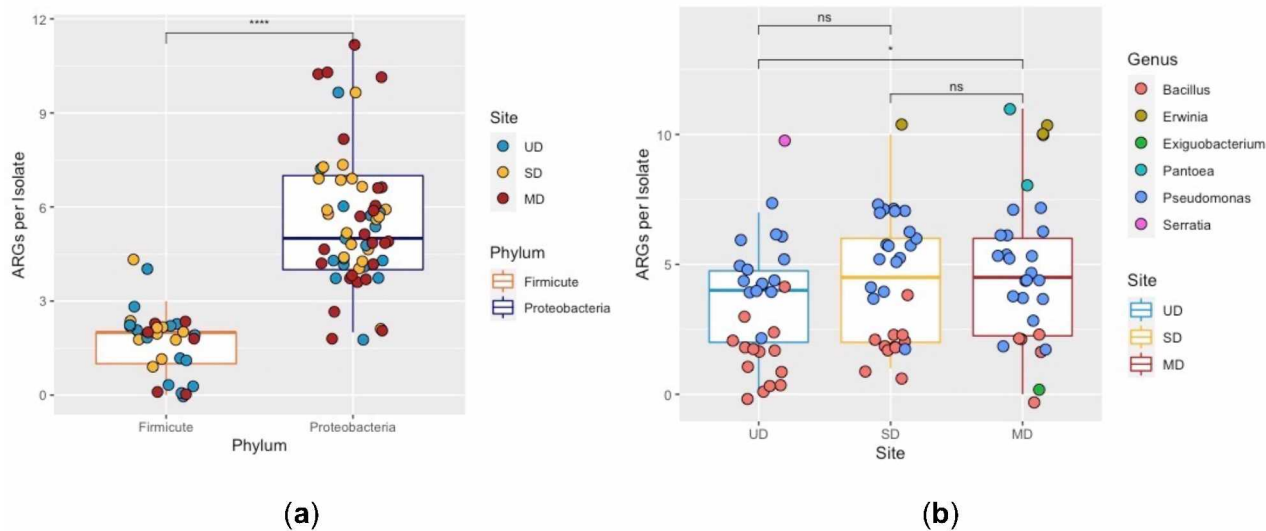 12
9
6
3
0
ARGs per Isolate
****
Firmicute
Proteobacteria
Phylum
Site
UD
SD
MD
Phylum
Firmicute
Proteobacteria
(a)
10
5
0
ARGs per Isolate
ns
*
ns
UD
SD
MD
Site
Genus
Bacillus
Erwinia
Exiguobacterium
Pantoea
Pseudomonas
Serratia
Site
UD
SD
MD
(b)